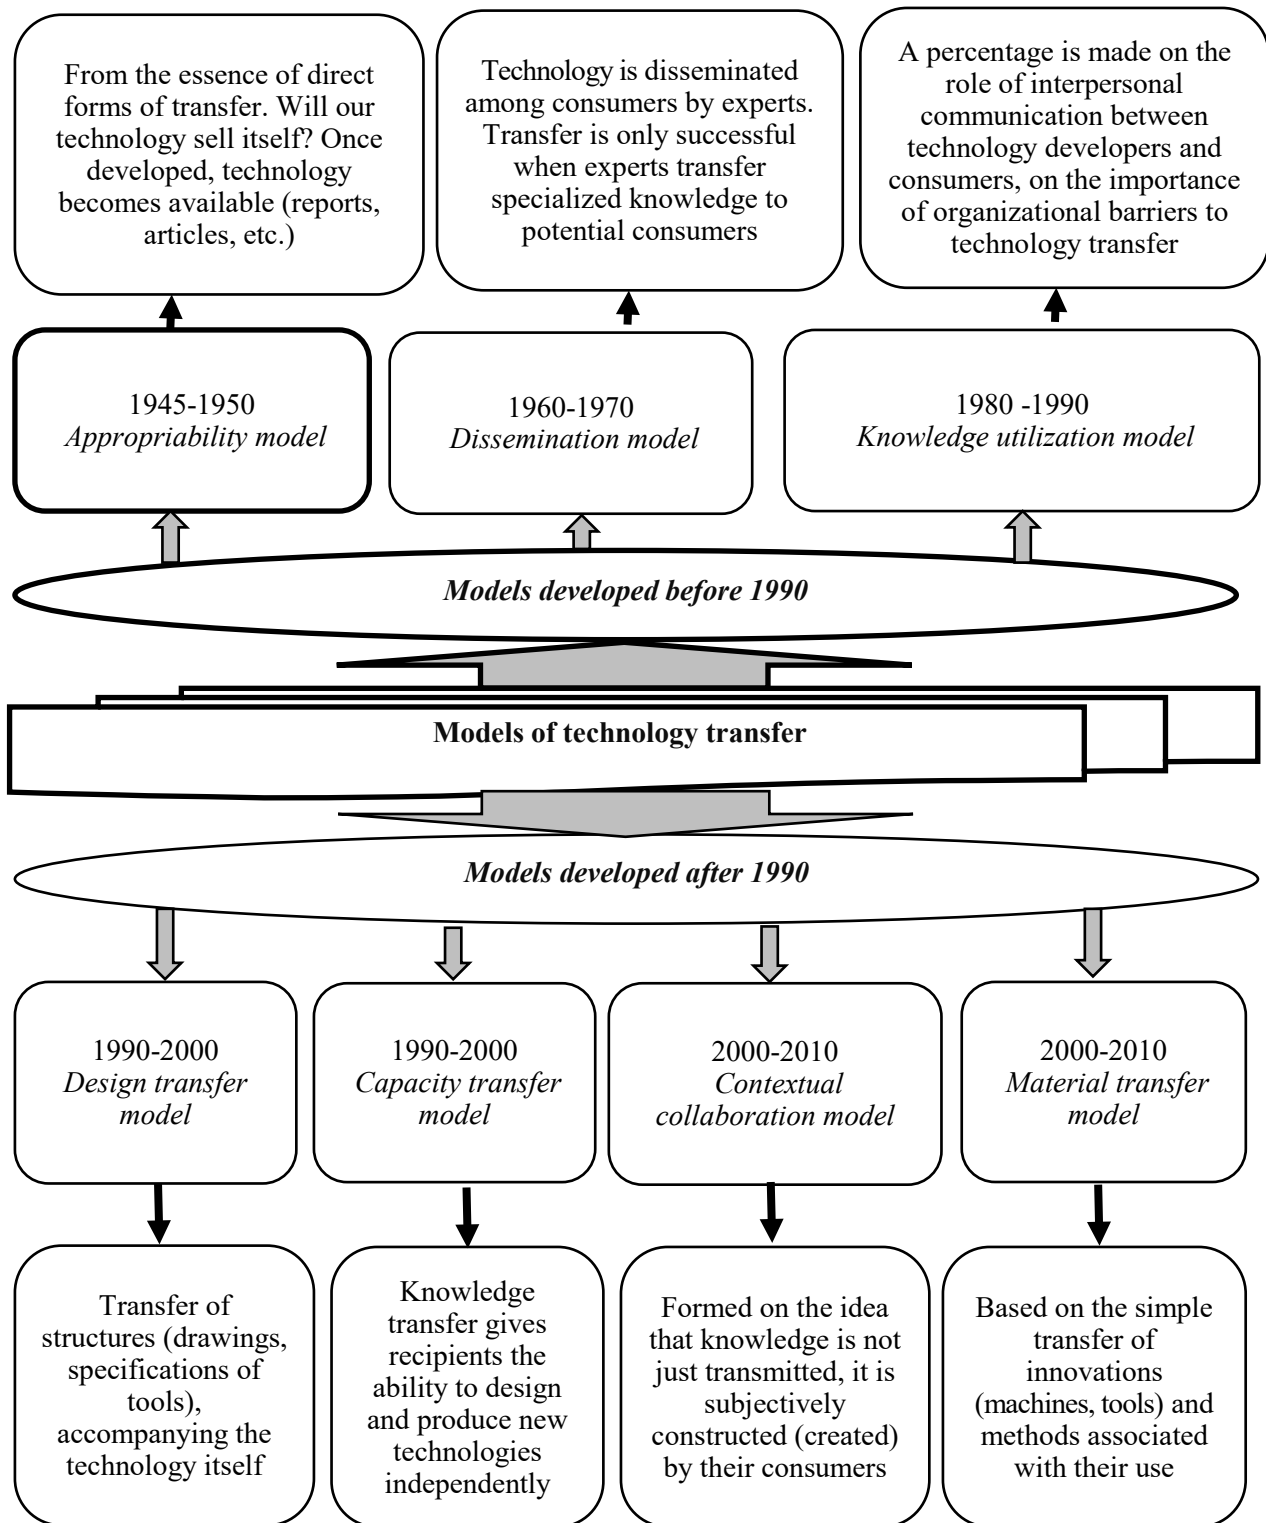 From the essence of direct
forms of transfer. Will our
technology sell itself? Once
developed, technology
becomes available (reports,
articles, etc.)
Technology is disseminated
among consumers by experts.
Transfer is only successful
when experts transfer
specialized knowledge to
potential consumers
A percentage is made on the
role of interpersonal
communication between
technology developers and
consumers, on the importance
of organizational barriers to
technology transfer
1945-1950
Appropriability model
1960-1970
Dissemination model
1980 -1990
Knowledge utilization model
Models developed before 1990
Models of technology transfer
Models developed after 1990
1990-2000
Design transfer
model
1990-2000
Capacity transfer
model
2000-2010
Contextual
collaboration model
2000-2010
Material transfer
model
Transfer of
structures (drawings,
specifications of
tools),
accompanying the
technology itself
Knowledge
transfer gives
recipients the
ability to design
and produce new
technologies
independently
Formed on the idea
that knowledge is not
just transmitted, it is
subjectively
constructed (created)
by their consumers
Based on the simple
transfer of
innovations
(machines, tools) and
methods associated
with their use